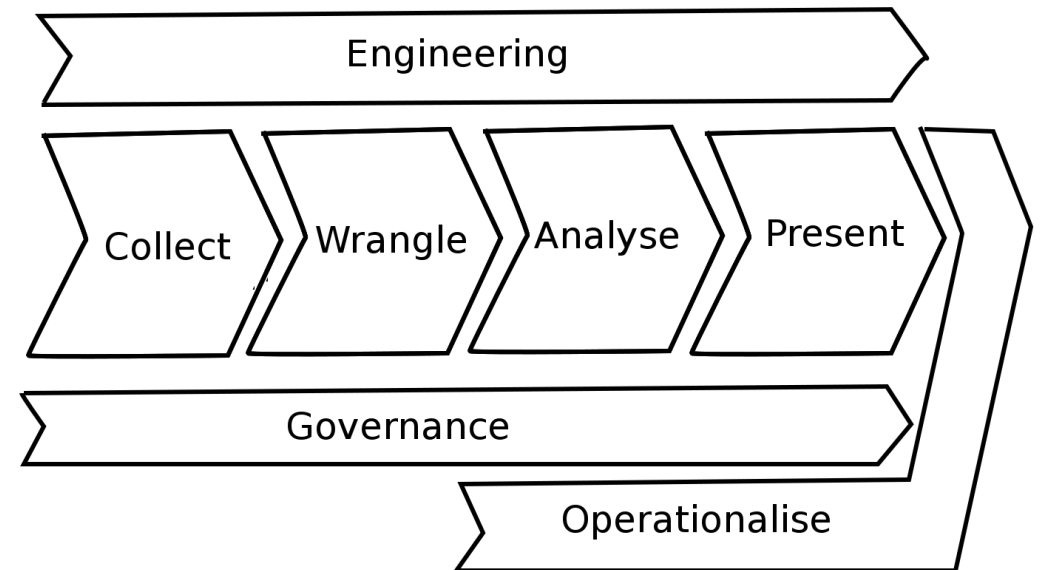 Engineering
Collect
Wrangle
Analyse
Present
Governance
Operationalise